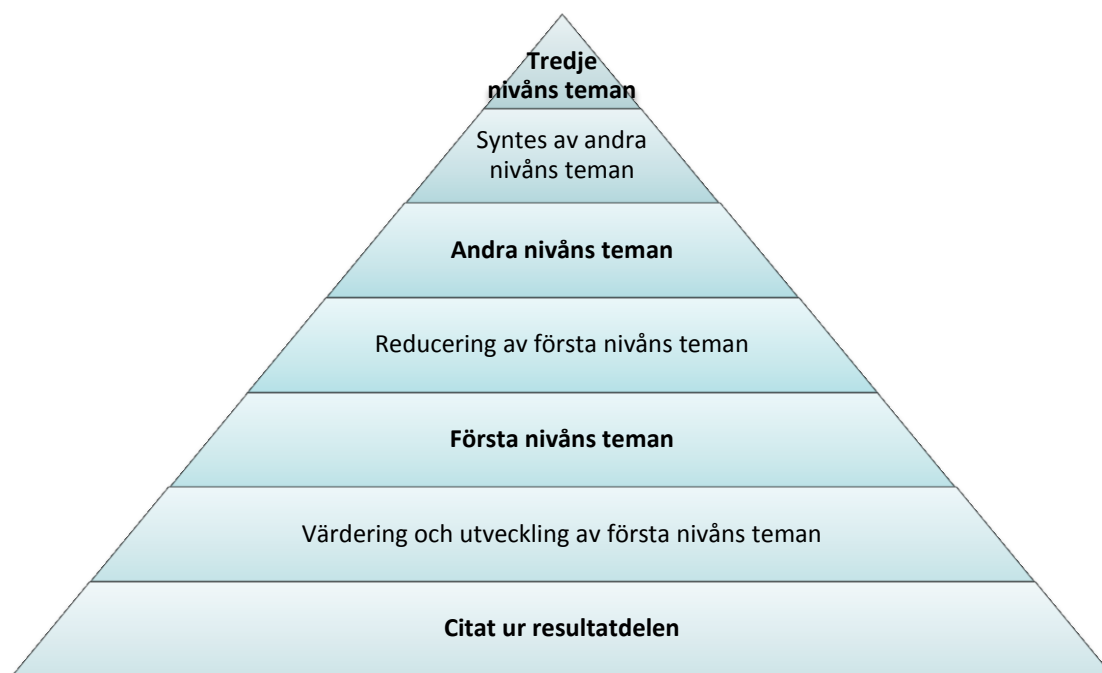 Tredje
nivåns teman
Syntes av andra
nivåns teman
Andra nivåns teman
Reducering av första nivåns teman
Första nivåns teman
Värdering och utveckling av första nivåns teman
Citat ur resultatdelen